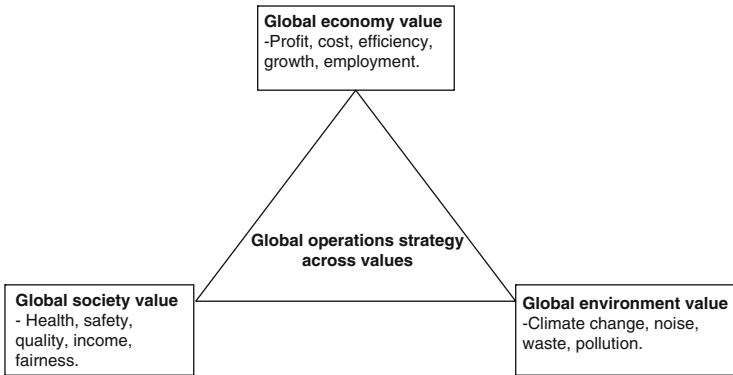 Global economy value
-Profit, cost, efficiency,
growth, employment.
Global operations strategy
across values
Global society value
- Health, safety,
quality, income,
fairness.
Global environment value
-Climate change, noise,
waste, pollution.